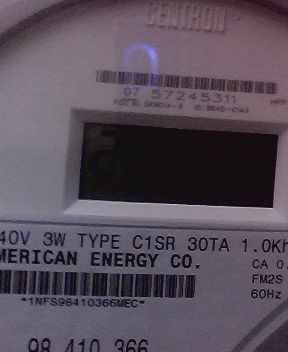 CENTRON
07 57245311
40V 3W TYPE C1SR 30TA 1.0Kh
MERICAN ENERGY CO.
CA 0.
FM2S
60Hz
*1NFS98410366MEC*
98 410 366